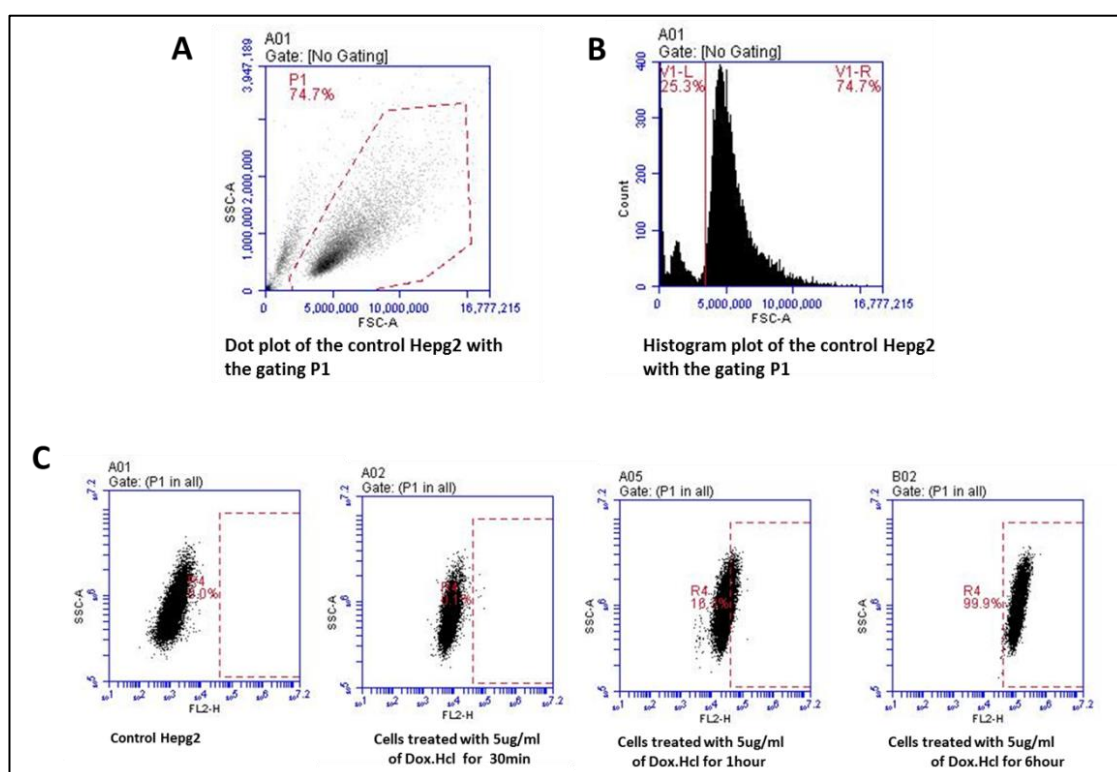 A
A01
Gate: [No Gating]
P1
74.7%
3,947,189
SSC-A
0 1,000,000 2,000,000
0 5,000,000 10,000,000 16,777,215
FSC-A
Dot plot of the control Hepg2 with
the gating P1
B
A01
Gate: [No Gating]
V1-L
25.3%
V1-R
74.7%
Count
0 100 200 300 400
0 5,000,000 10,000,000 16,777,215
FSC-A
Histogram plot of the control Hepg2
with the gating P1
C
A01
Gate: (P1 in all)
SSC-A
FL2-H
Control Hepg2
A02
Gate: (P1 in all)
SSC-A
FL2-H
Cells treated with 5ug/ml
of Dox.Hcl for 30min
A05
Gate: (P1 in all)
R4
SSC-A
FL2-H
Cells treated with 5ug/ml
of Dox.Hcl for 1hour
B02
Gate: (P1 in all)
R4
99.9%
SSC-A
FL2-H
Cells treated with 5ug/ml
of Dox.Hcl for 6hour